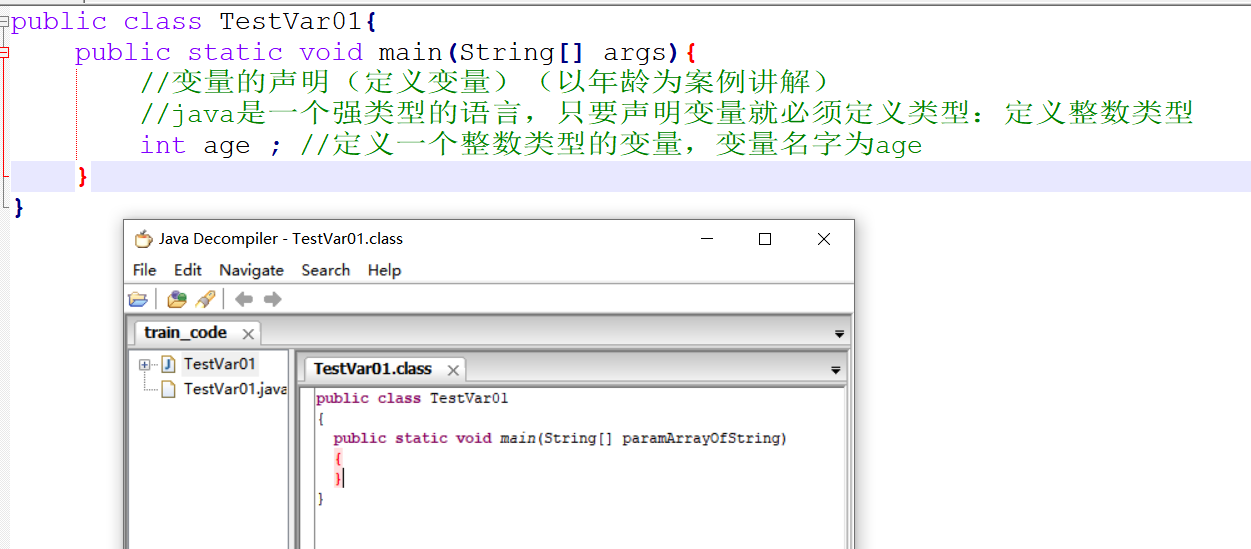 public class TestVar01{
public static void main(String[] args){
//变量的声明（定义变量）（以年龄为案例讲解）
//java是一个强类型的语言，只要声明变量就必须定义类型：定义整数类型
int age ; //定义一个整数类型的变量，变量名字为age
}
}
Java Decompiler - TestVar01.class
File Edit Navigate Search Help
train_code
TestVar01
TestVar01.java
TestVar01.class
public class TestVar01
{
public static void main(String[] paramArrayOfString)
{
}
}